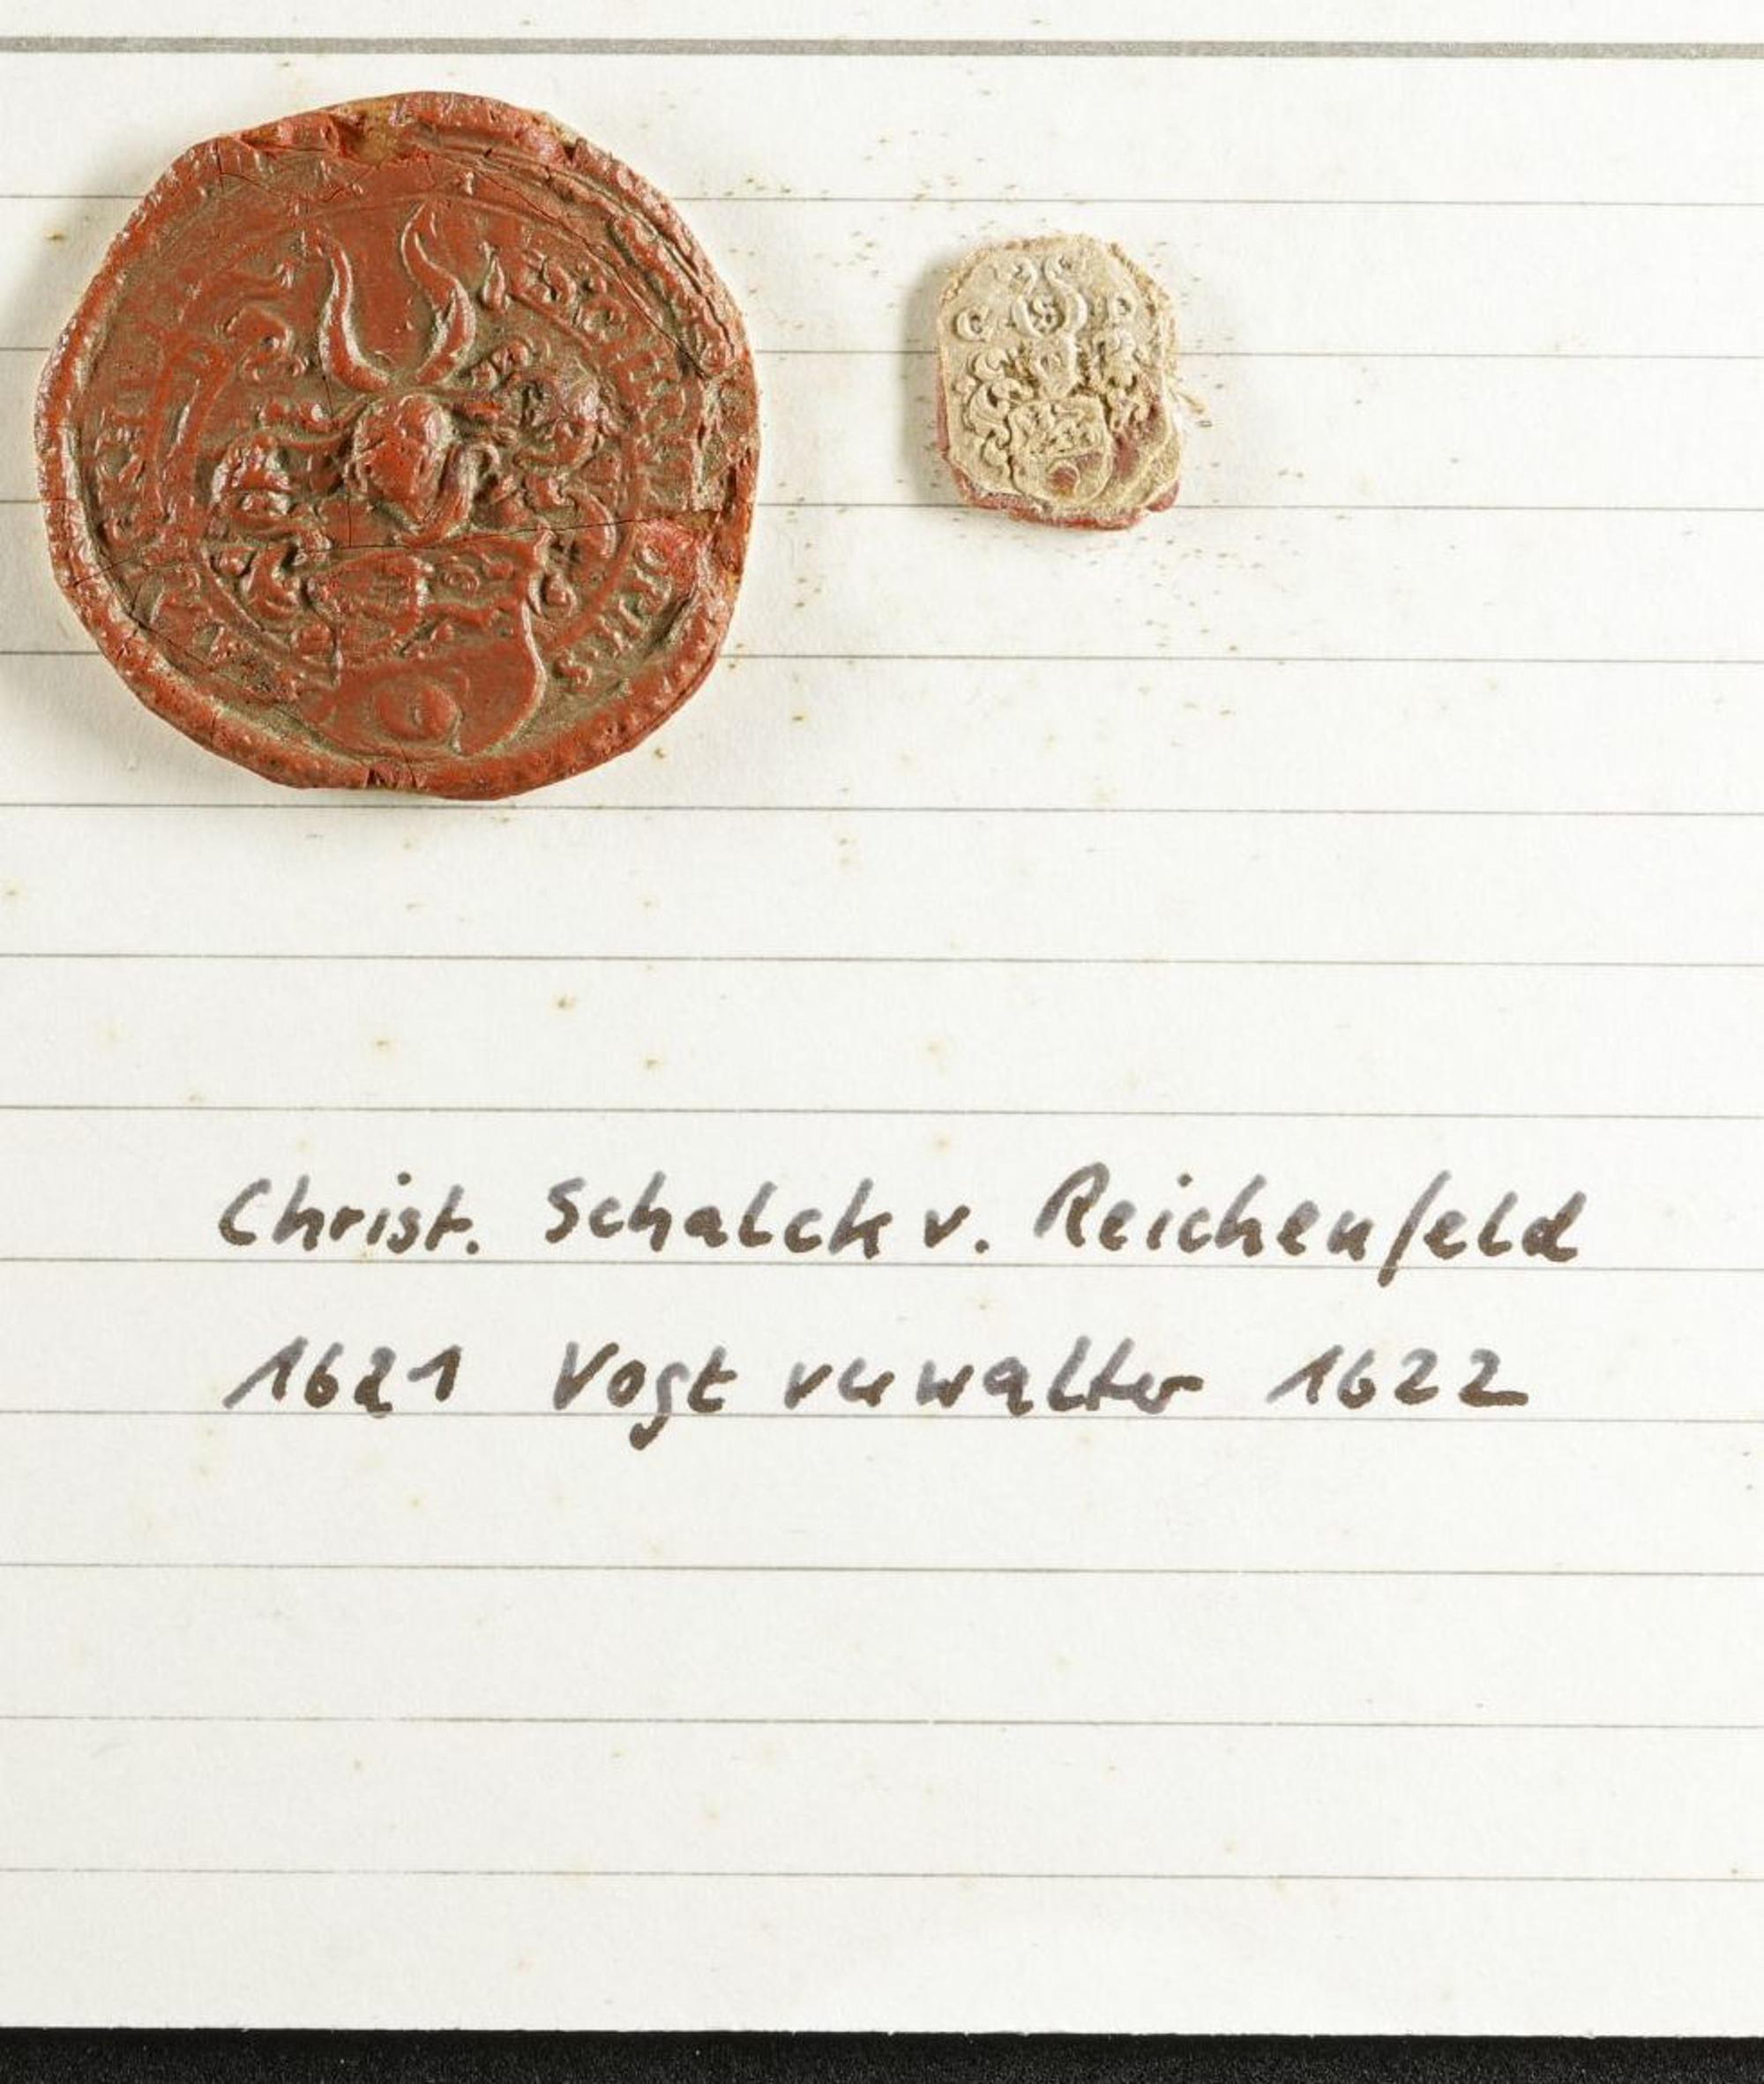 C S D
Christ. Schalck v. Reichenfeld
1621 Vogt verwalter 1622